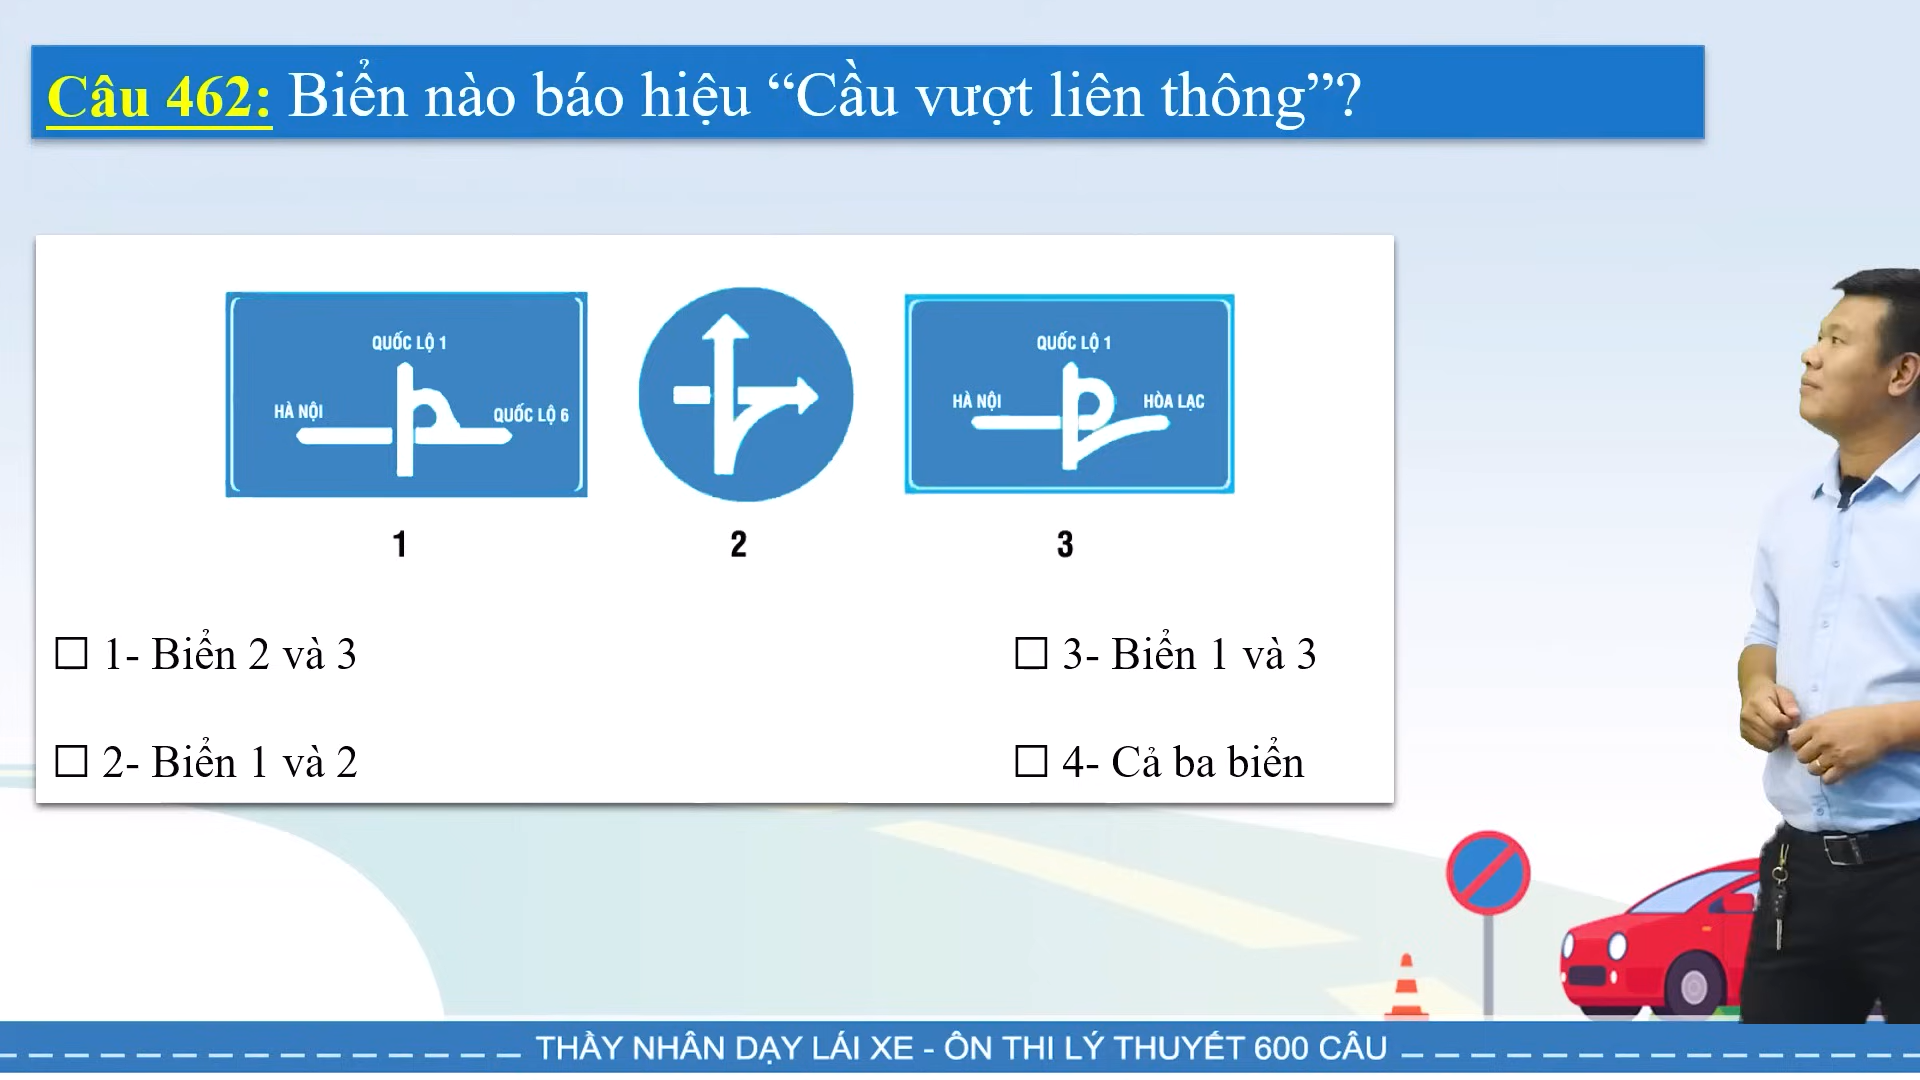 Câu 462: Biển nào báo hiệu “Cầu vượt liên thông”?
QUỐC LỘ 1
HÀ NỘI
QUỐC LỘ 6
QUỐC LỘ 1
HÀ NỘI
HÒA LẠC
1
2
3
1- Biển 2 và 3
3- Biển 1 và 3
2- Biển 1 và 2
4- Cả ba biển
THẦY NHÂN DẠY LÁI XE - ÔN THI LÝ THUYẾT 600 CÂU